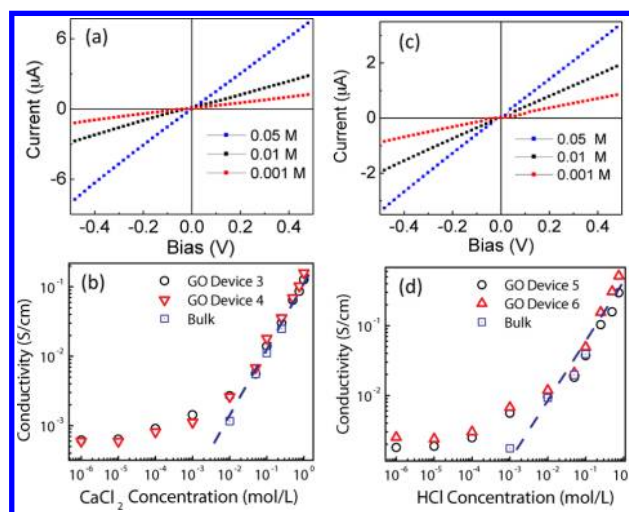 (a)
Current (μA)
6
0
-6
0.05 M
0.01 M
0.001 M
-0.4 -0.2 0.0 0.2 0.4
Bias (V)
(c)
Current (μA)
2
0
-2
0.05 M
0.01 M
0.001 M
-0.4 -0.2 0.0 0.2 0.4
Bias (V)
(b)
Conductivity (S/cm)
10⁻¹
10⁻²
10⁻³
GO Device 3
GO Device 4
Bulk
10⁻⁶ 10⁻⁵ 10⁻⁴ 10⁻³ 10⁻² 10⁻¹ 10⁰
CaCl₂ Concentration (mol/L)
(d)
Conductivity (S/cm)
10⁻¹
10⁻²
GO Device 5
GO Device 6
Bulk
10⁻⁶ 10⁻⁵ 10⁻⁴ 10⁻³ 10⁻² 10⁻¹ 10⁰
HCl Concentration (mol/L)